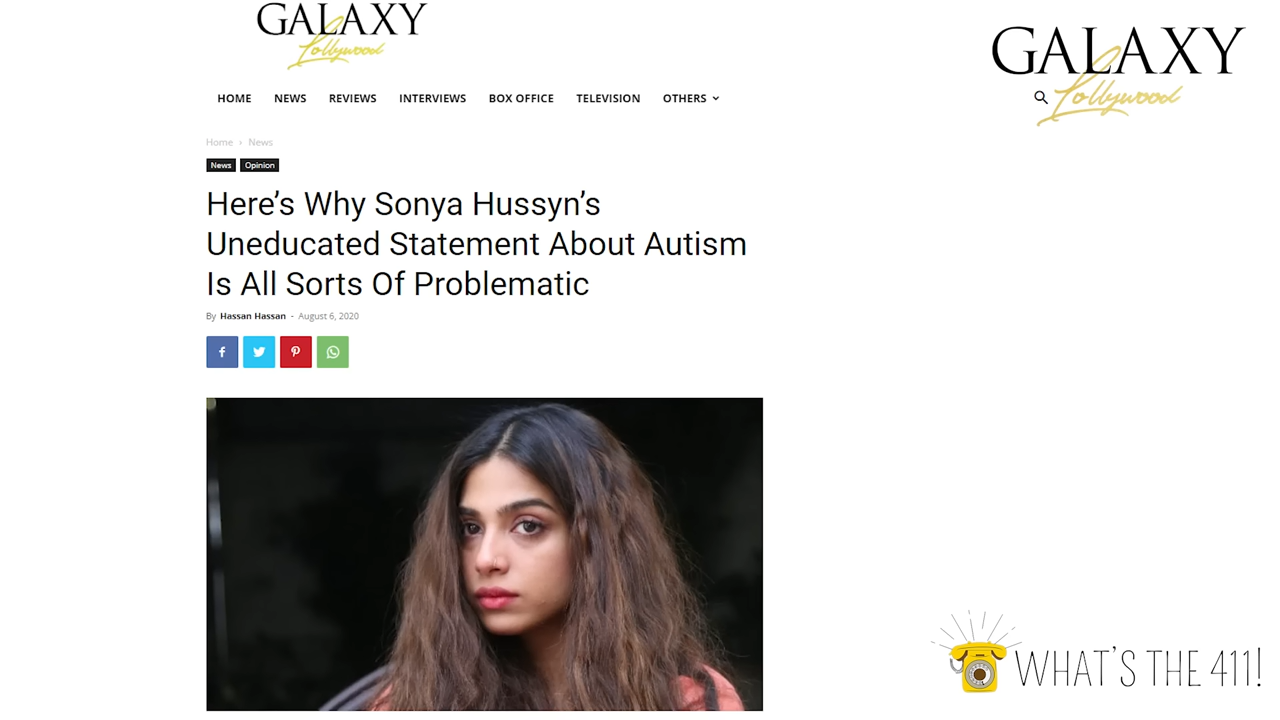 GALAXY
Lollywood
GALAXY
Lollywood
HOME NEWS REVIEWS INTERVIEWS BOX OFFICE TELEVISION OTHERS
Home › News
News Opinion
Here’s Why Sonya Hussyn’s
Uneducated Statement About Autism
Is All Sorts Of Problematic
By Hassan Hassan - August 6, 2020
WHAT'S THE 411!